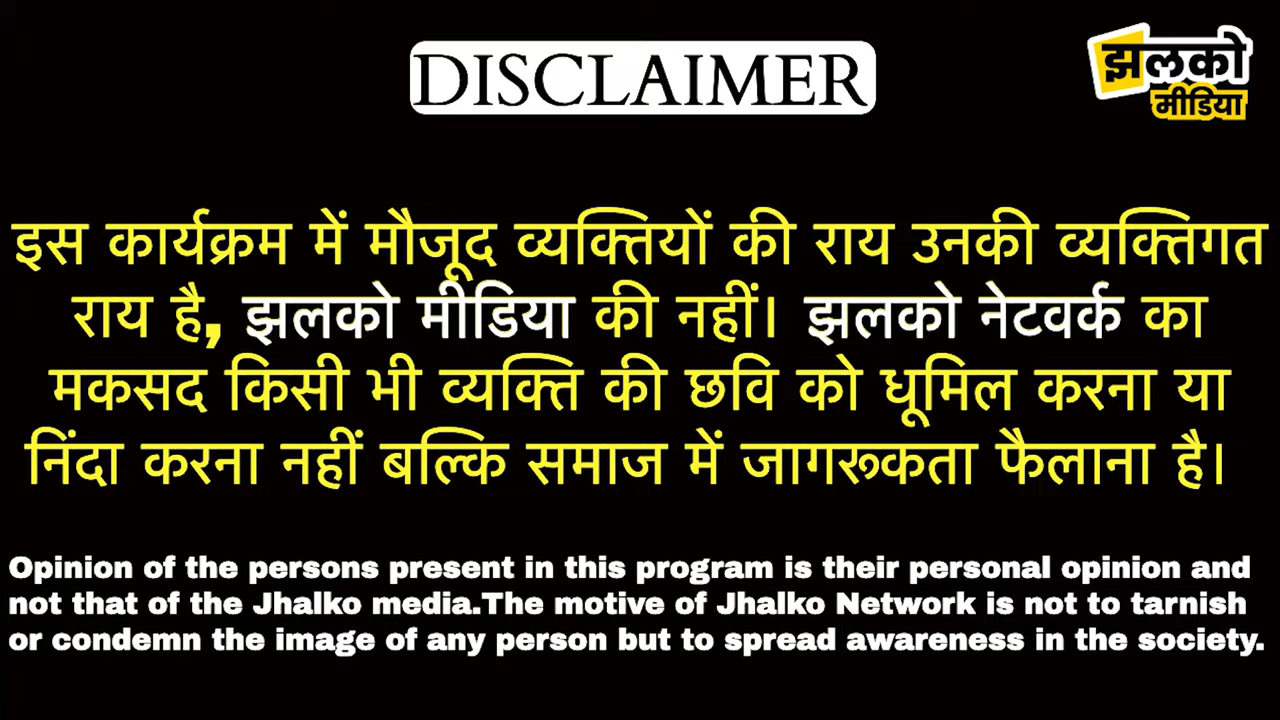 DISCLAIMER
झलको
मीडिया
इस कार्यक्रम में मौजूद व्यक्तियों की राय उनकी व्यक्तिगत
राय है, झलको मीडिया की नहीं। झलको नेटवर्क का
मकसद किसी भी व्यक्ति की छवि को धूमिल करना या
निंदा करना नहीं बल्कि समाज में जागरूकता फैलाना है।
Opinion of the persons present in this program is their personal opinion and
not that of the Jhalko media.The motive of Jhalko Network is not to tarnish
or condemn the image of any person but to spread awareness in the society.